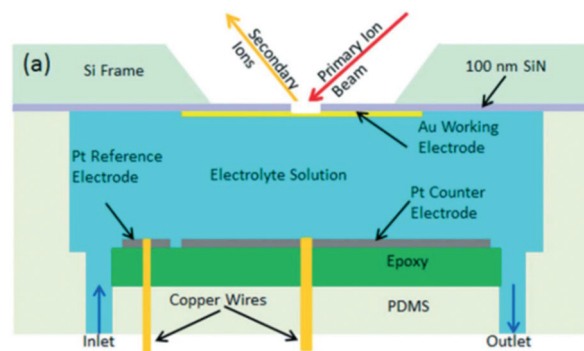 (a)
Si Frame
Secondary
Ions
Primary Ion
Beam
100 nm SiN
Au Working
Electrode
Pt Reference
Electrode
Electrolyte Solution
Pt Counter
Electrode
Epoxy
Copper Wires
PDMS
Inlet
Outlet